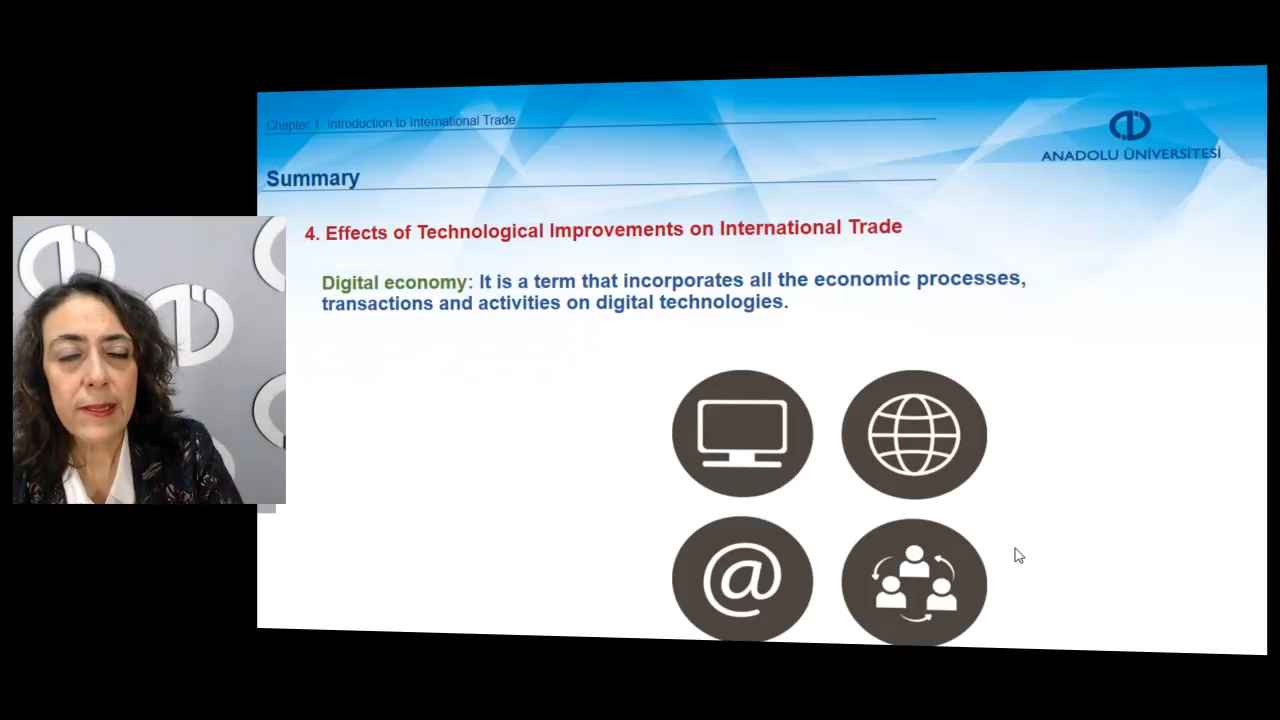 Chapter 1. Introduction to International Trade
ANADOLU ÜNİVERSİTESİ
Summary
4. Effects of Technological Improvements on International Trade
Digital economy: It is a term that incorporates all the economic processes,
transactions and activities on digital technologies.
@